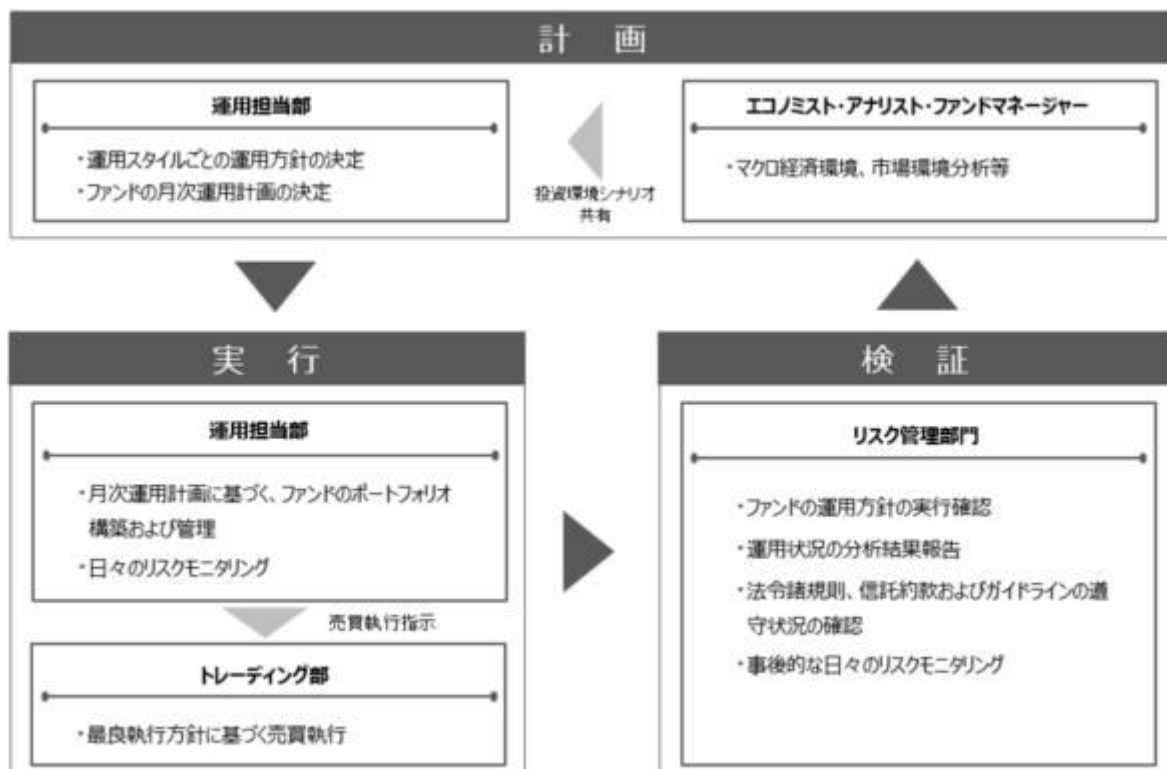 計 画
運用担当部
・運用スタイルごとの運用方針の決定
・ファンドの月次運用計画の決定
投資環境シナリオ
共有
エコノミスト・アナリスト・ファンドマネージャー
・マクロ経済環境、市場環境分析等
実 行
運用担当部
・月次運用計画に基づく、ファンドのポートフォリオ
構築および管理
・日々のリスクモニタリング
売買執行指示
トレーディング部
・最良執行方針に基づく売買執行
検 証
リスク管理部門
・ファンドの運用方針の実行確認
・運用状況の分析結果報告
・法令諸規則、信託約款およびガイドラインの遵
守状況の確認
・事後的な日々のリスクモニタリング